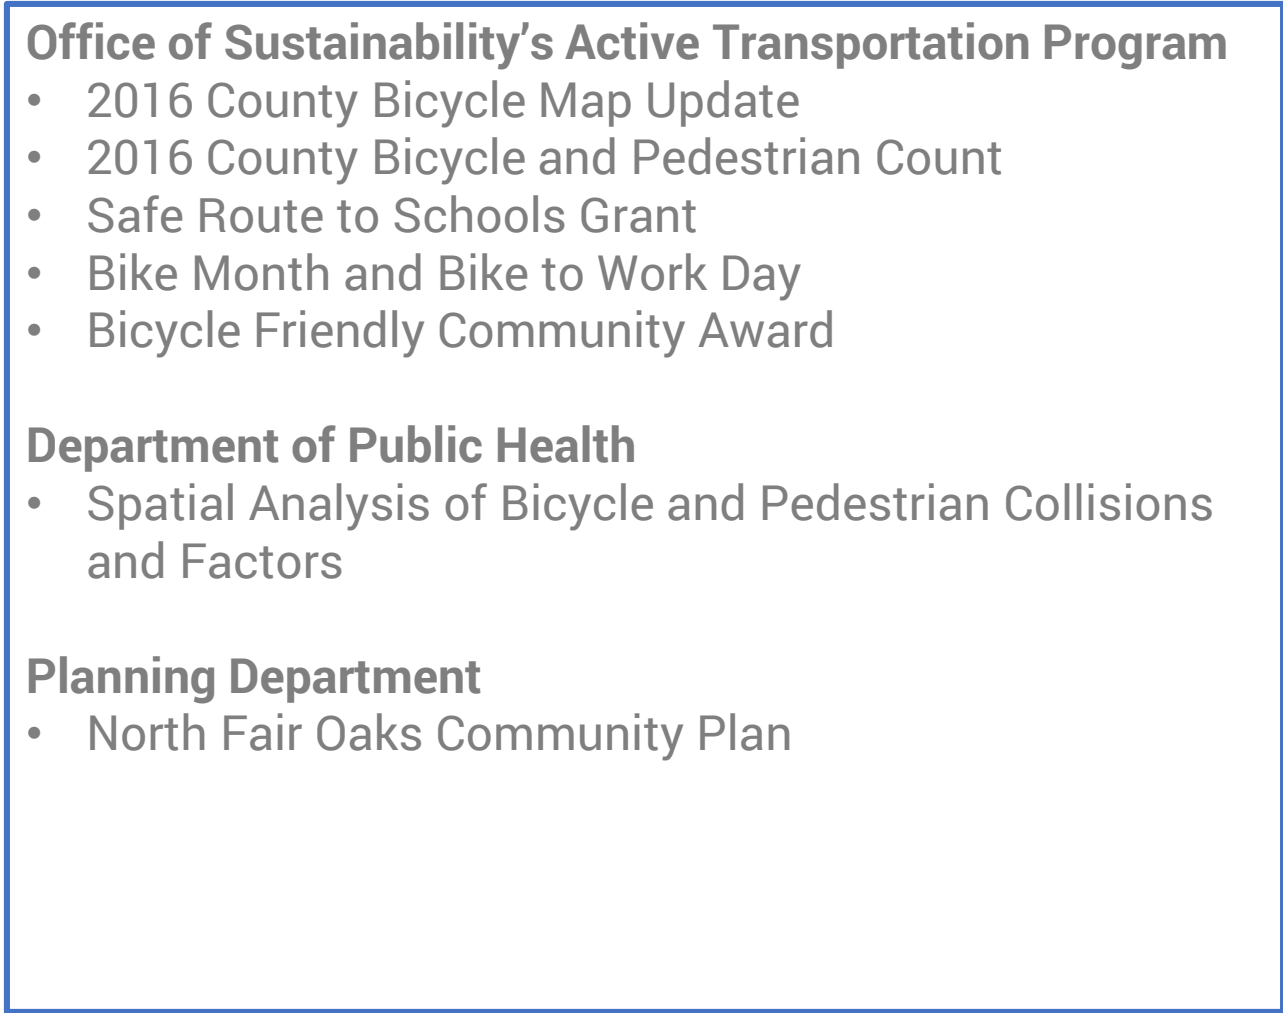 Office of Sustainability’s Active Transportation Program
• 2016 County Bicycle Map Update
• 2016 County Bicycle and Pedestrian Count
• Safe Route to Schools Grant
• Bike Month and Bike to Work Day
• Bicycle Friendly Community Award
Department of Public Health
• Spatial Analysis of Bicycle and Pedestrian Collisions
and Factors
Planning Department
• North Fair Oaks Community Plan